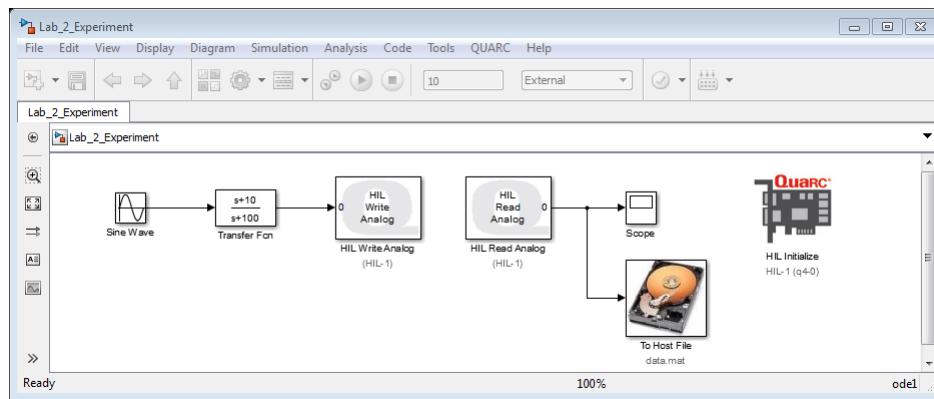 Lab_2_Experiment
File Edit View Display Diagram Simulation Analysis Code Tools QUARC Help
10 External
Lab_2_Experiment
Lab_2_Experiment
Sine Wave
s+10
s+100
Transfer Fcn
0
HIL
Write
Analog
HIL Write Analog
(HIL-1)
HIL
Read
Analog
0
HIL Read Analog
(HIL-1)
Scope
To Host File
data.mat
QUARC
HIL Initialize
HIL-1 (q4-0)
Ready 100% ode1